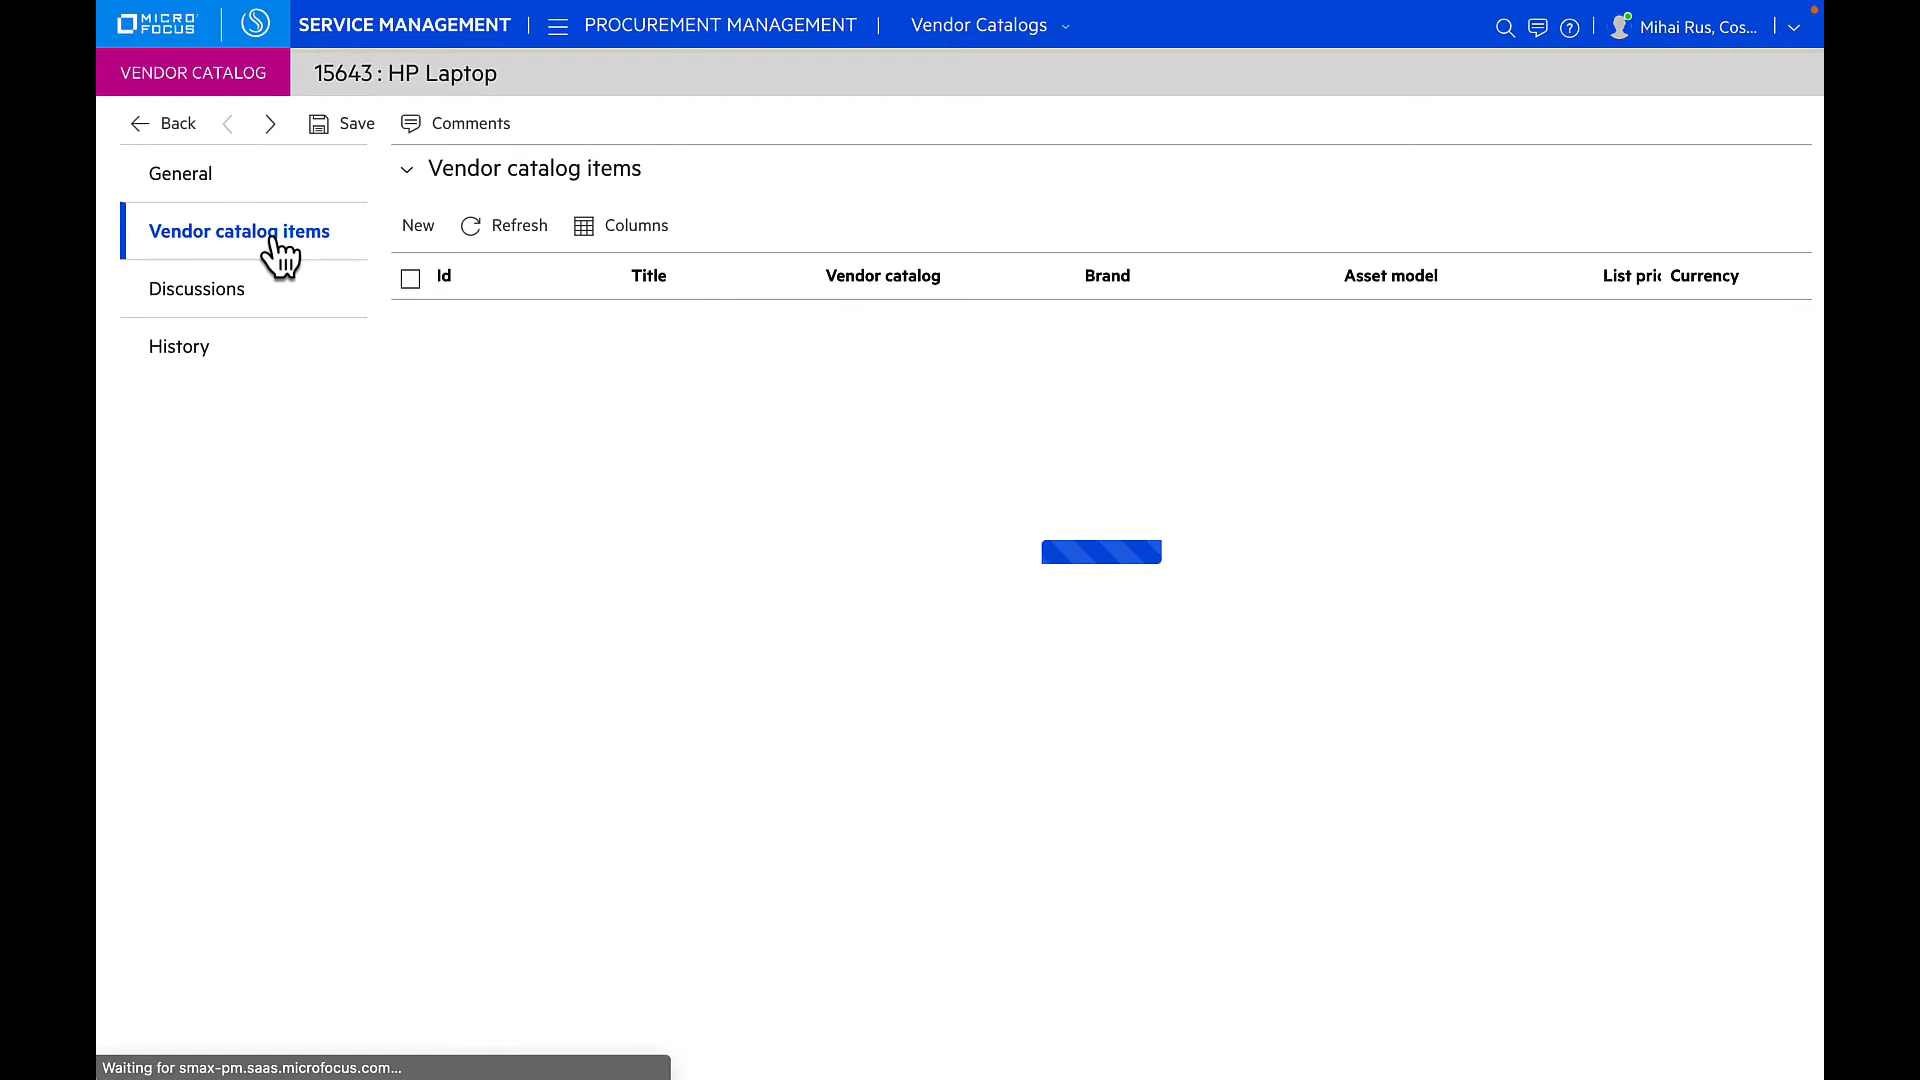 MICRO FOCUS SERVICE MANAGEMENT | PROCUREMENT MANAGEMENT | Vendor Catalogs Mihai Rus, Cos...
VENDOR CATALOG 15643 : HP Laptop
Back Save Comments
General
Vendor catalog items
Discussions
History
Vendor catalog items
New Refresh Columns
Id Title Vendor catalog Brand Asset model List pric Currency
Waiting for smax-pm.saas.microfocus.com...